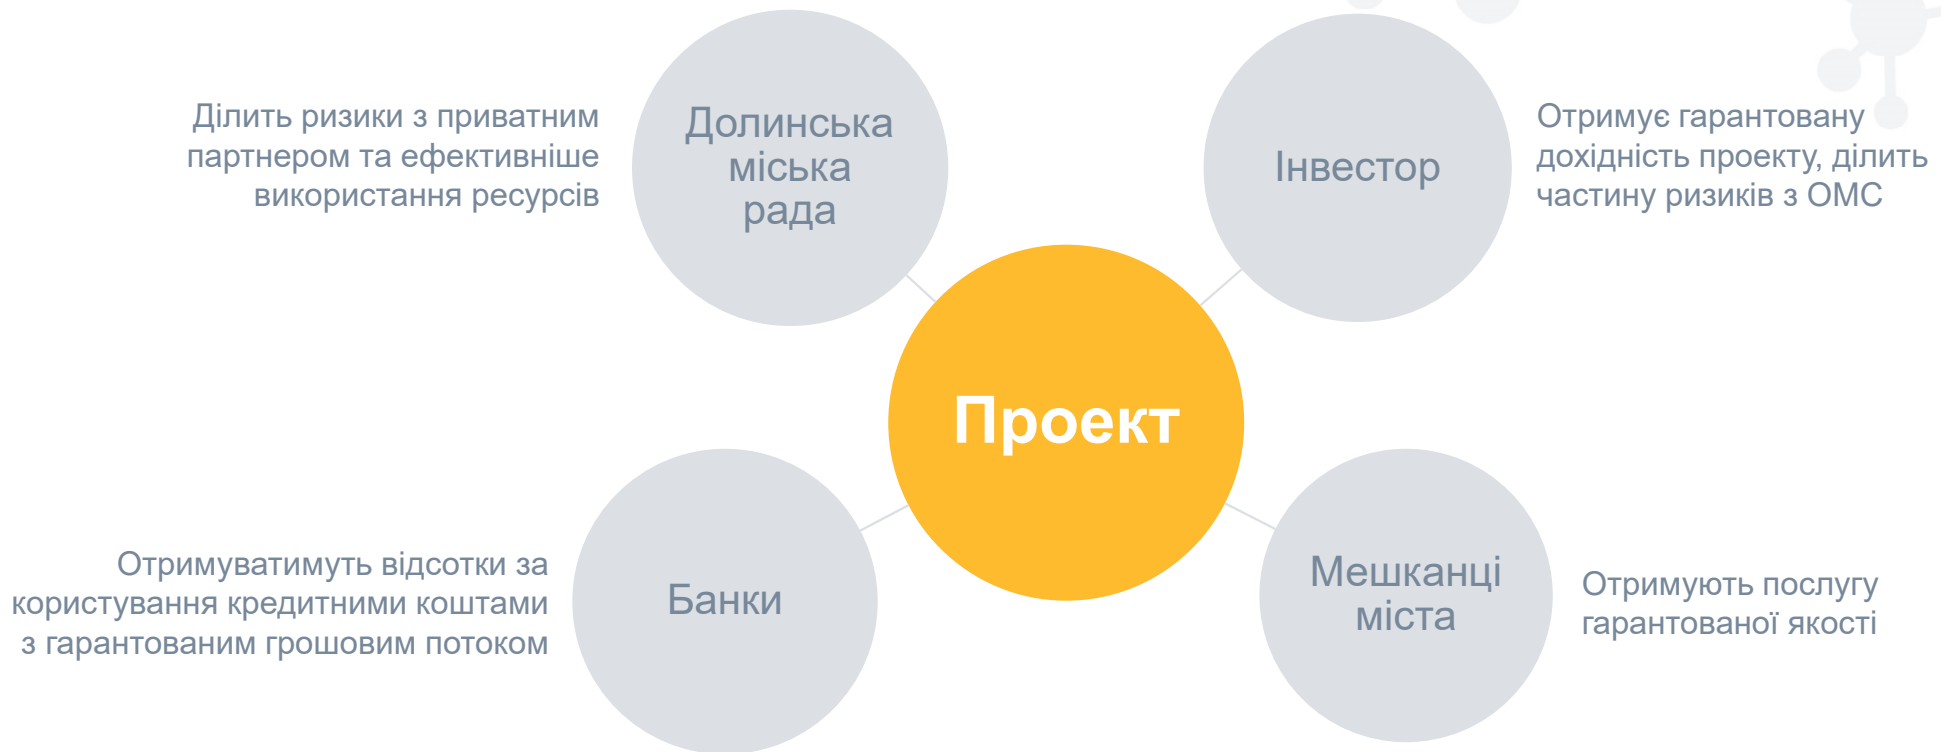 Ділить ризики з приватним
партнером та ефективніше
використання ресурсів
Долинська
міська
рада
Інвестор
Отримує гарантовану
дохідність проекту, ділить
частину ризиків з ОМС
Проект
Отримуватимуть відсотки за
користування кредитними коштами
з гарантованим грошовим потоком
Банки
Мешканці
міста
Отримують послугу
гарантованої якості